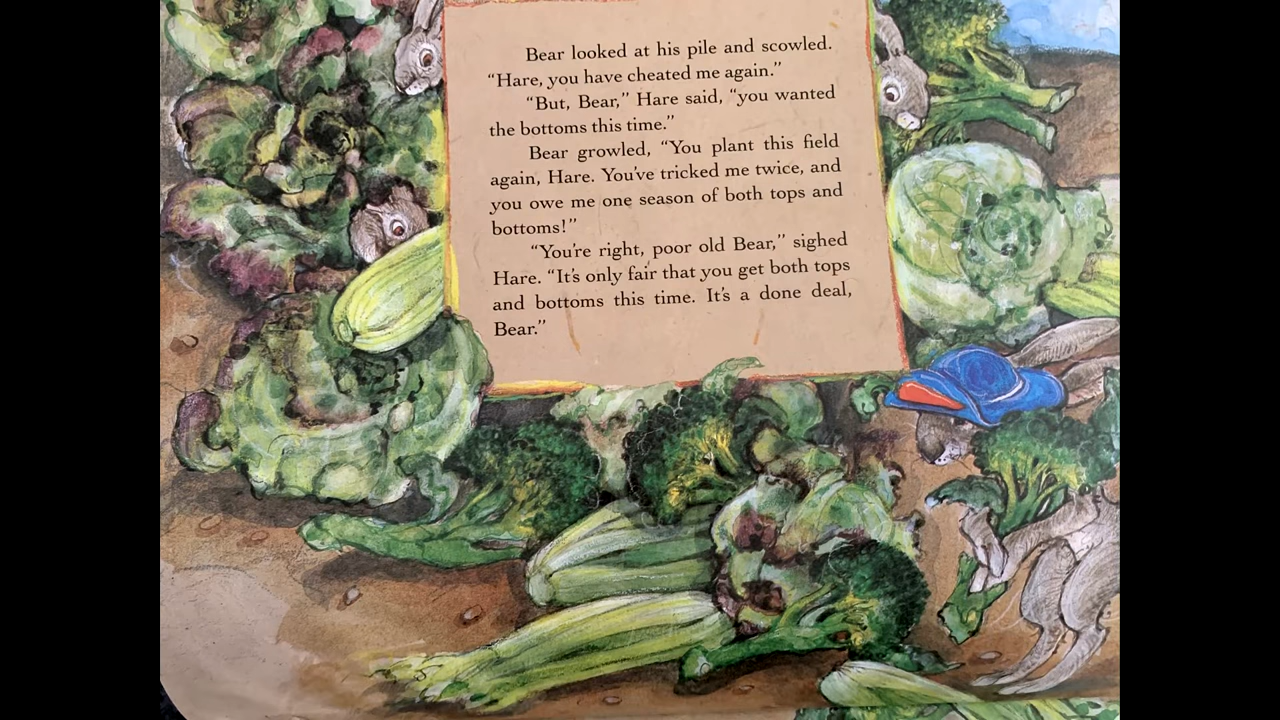 Bear looked at his pile and scowled.
“Hare, you have cheated me again.”
“But, Bear,” Hare said, “you wanted
the bottoms this time.”
Bear growled, “You plant this field
again, Hare. You’ve tricked me twice, and
you owe me one season of both tops and
bottoms!”
“You’re right, poor old Bear,” sighed
Hare. “It’s only fair that you get both tops
and bottoms this time. It’s a done deal,
Bear.”